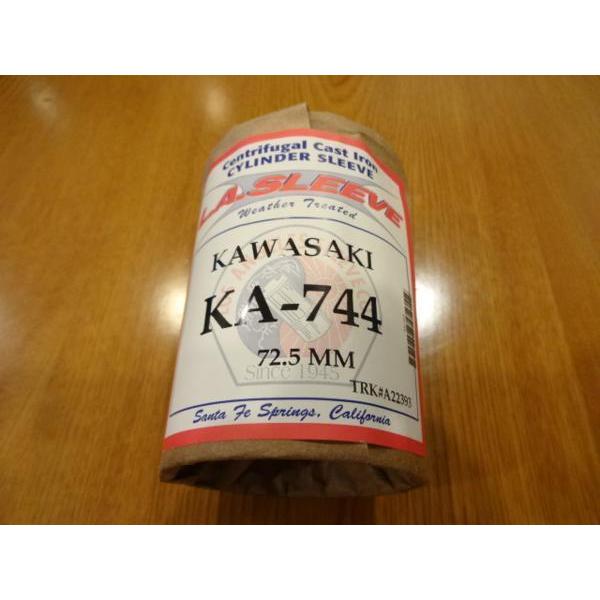 Centrifugal Cast Iron
CYLINDER SLEEVE
L.A. SLEEVE
Weather Treated
KAWASAKI
KA-744
72.5 MM
Since 1945
TRK#A22393
Santa Fe Springs, California